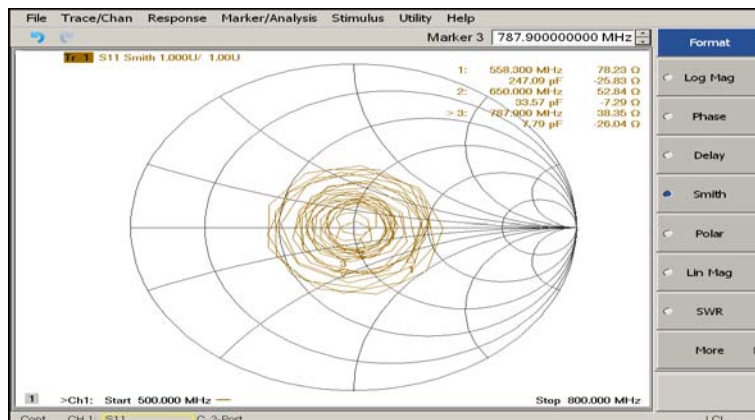 File Trace/Chan Response Marker/Analysis Stimulus Utility Help
Marker 3 787.900000000 MHz
Format
Tr 1 S11 Smith 1.000U/ 1.00U
1: 558.300 MHz 78.23 Ω
247.09 pF -25.83 Ω
2: 650.000 MHz 52.84 Ω
33.57 pF -7.29 Ω
> 3: 787.900 MHz 38.35 Ω
7.79 pF -26.04 Ω
Log Mag
Phase
Delay
Smith
Polar
Lin Mag
SWR
More
1 >Ch1: Start 500.000 MHz Stop 800.000 MHz
Cont. CH 1: S11 C 2-Port LCL